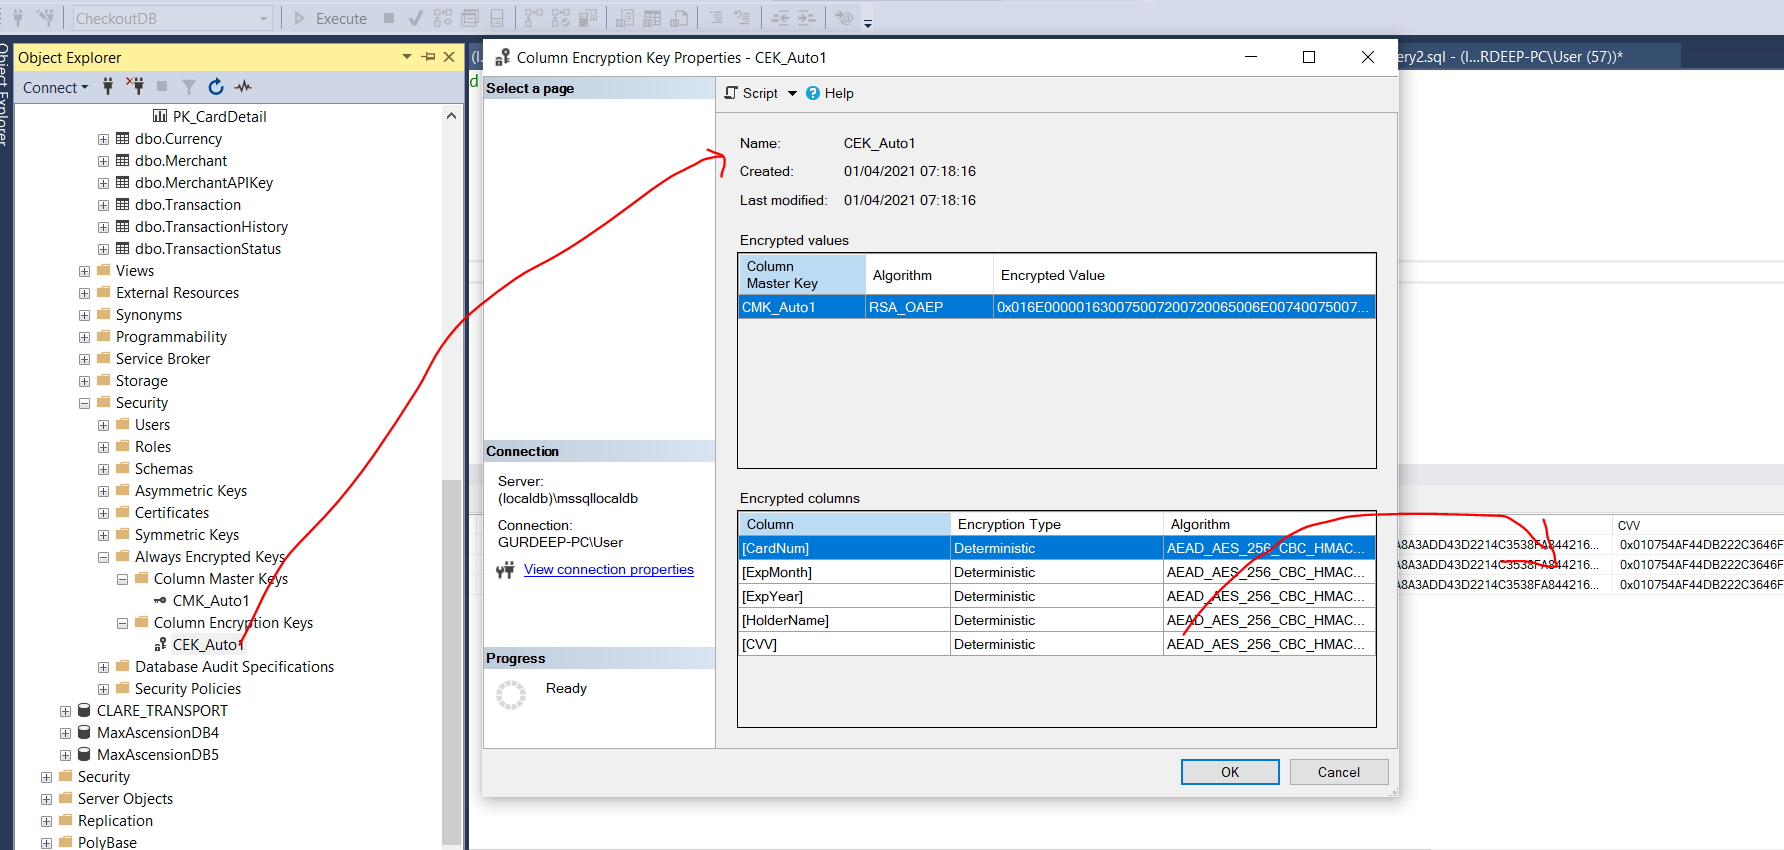 CheckoutDB
Execute
Object Explorer
Object Explorer
Connect
PK_CardDetail
dbo.Currency
dbo.Merchant
dbo.MerchantAPIKey
dbo.Transaction
dbo.TransactionHistory
dbo.TransactionStatus
Views
External Resources
Synonyms
Programmability
Service Broker
Storage
Security
Users
Roles
Schemas
Asymmetric Keys
Certificates
Symmetric Keys
Always Encrypted Keys
Column Master Keys
CMK_Auto1
Column Encryption Keys
CEK_Auto1
Database Audit Specifications
Security Policies
CLARE_TRANSPORT
MaxAscensionDB4
MaxAscensionDB5
Security
Server Objects
Replication
PolyBase
Column Encryption Key Properties - CEK_Auto1
Select a page
Connection
Server:
(localdb)\mssqllocaldb
Connection:
GURDEEP-PC\User
View connection properties
Progress
Ready
Script
Help
Name: CEK_Auto1
Created: 01/04/2021 07:18:16
Last modified: 01/04/2021 07:18:16
Encrypted values
Column Master Key Algorithm Encrypted Value
CMK_Auto1 RSA_OAEP 0x016E000001630075007200720065006E00740075007...
Encrypted columns
Column Encryption Type Algorithm
[CardNum] Deterministic AEAD_AES_256_CBC_HMAC...
[ExpMonth] Deterministic AEAD_AES_256_CBC_HMAC...
[ExpYear] Deterministic AEAD_AES_256_CBC_HMAC...
[HolderName] Deterministic AEAD_AES_256_CBC_HMAC...
[CVV] Deterministic AEAD_AES_256_CBC_HMAC...
OK
Cancel
ery2.sql - (l...RDEEP-PC\User (57))*
CVV
A8A3ADD43D2214C3538FA844216... 0x010754AF44DB222C3646F
A8A3ADD43D2214C3538FA844216... 0x010754AF44DB222C3646F
A8A3ADD43D2214C3538FA844216... 0x010754AF44DB222C3646F